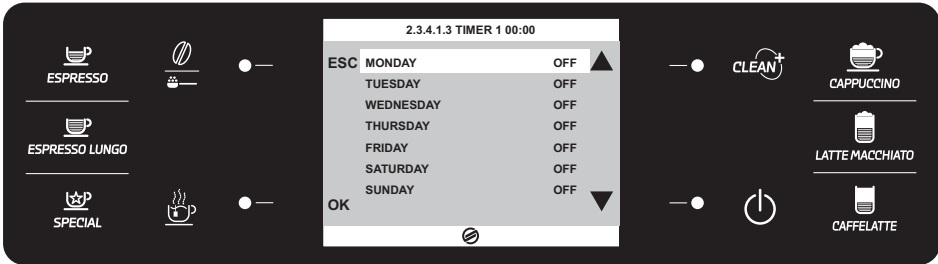 2.3.4.1.3 TIMER 1 00:00
ESC MONDAY OFF
TUESDAY OFF
WEDNESDAY OFF
THURSDAY OFF
FRIDAY OFF
SATURDAY OFF
SUNDAY OFF
OK
ESPRESSO
ESPRESSO LUNGO
SPECIAL
CLEAN+
CAPPUCCINO
LATTE MACCHIATO
CAFFELATTE